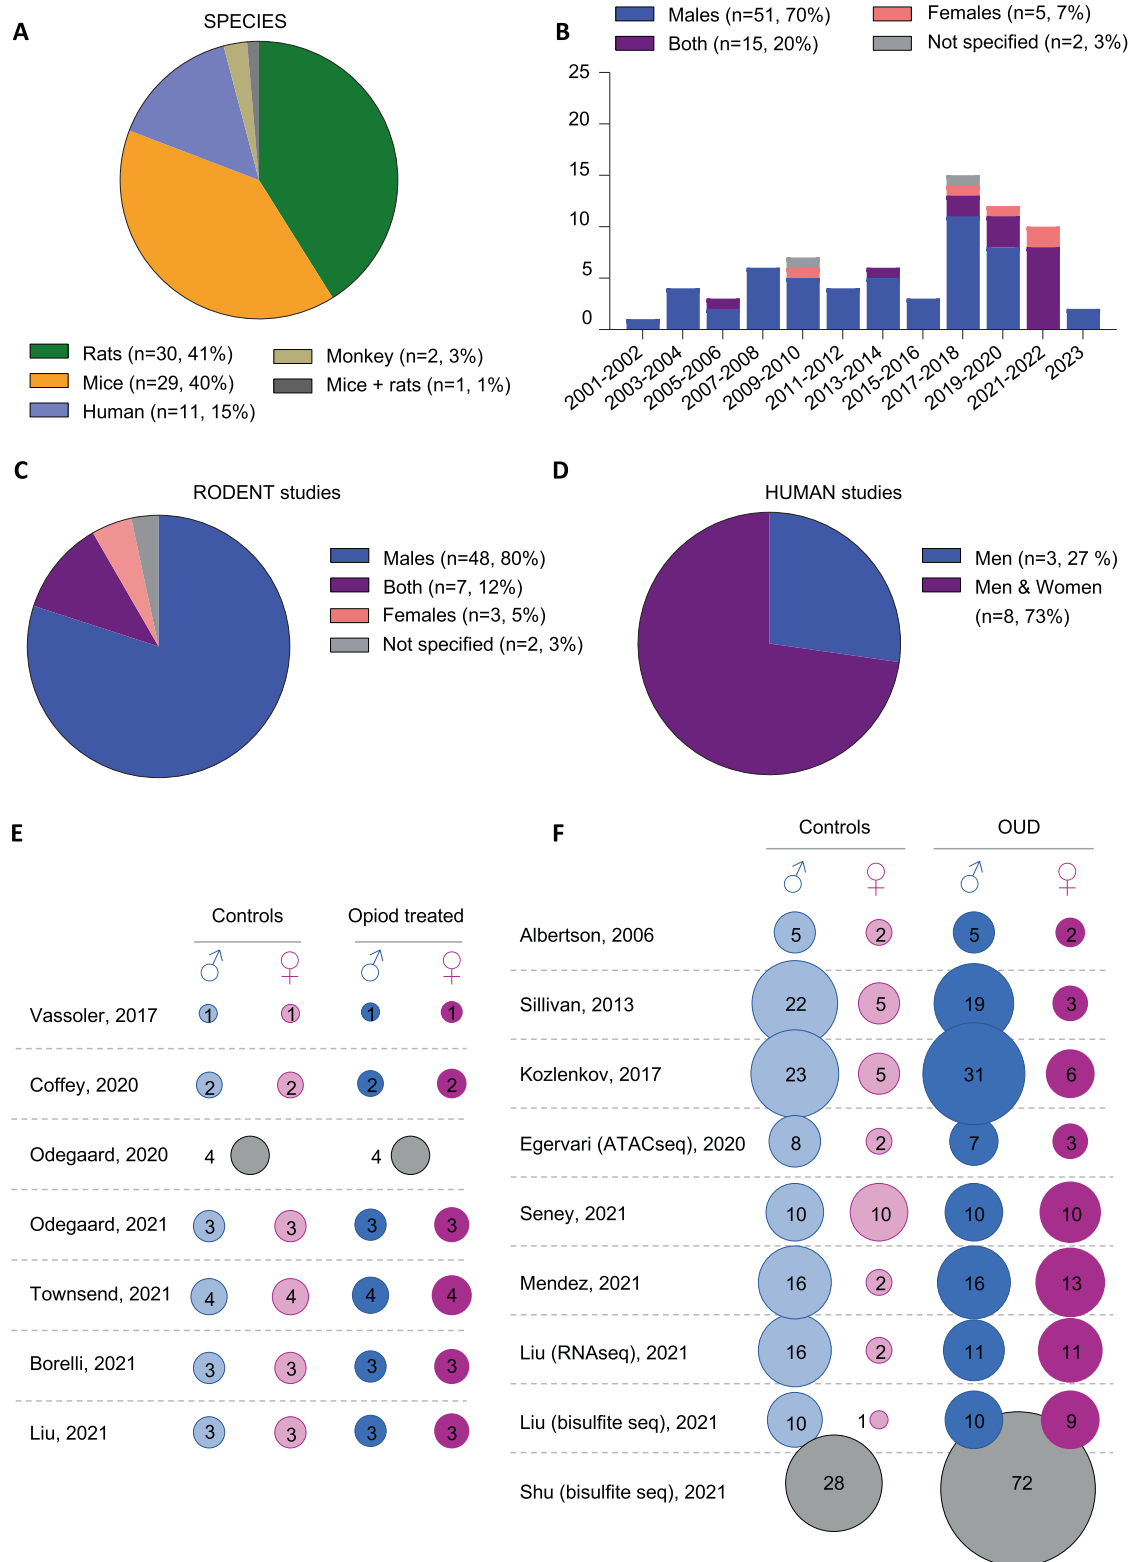 A
SPECIES
Rats (n=30, 41%)
Mice (n=29, 40%)
Human (n=11, 15%)
Monkey (n=2, 3%)
Mice + rats (n=1, 1%)
B
Males (n=51, 70%)
Both (n=15, 20%)
Females (n=5, 7%)
Not specified (n=2, 3%)
25
20
15
10
5
0
2001-2002
2003-2004
2005-2006
2007-2008
2009-2010
2011-2012
2013-2014
2015-2016
2017-2018
2019-2020
2021-2022
2023
C
RODENT studies
Males (n=48, 80%)
Both (n=7, 12%)
Females (n=3, 5%)
Not specified (n=2, 3%)
D
HUMAN studies
Men (n=3, 27 %)
Men & Women
(n=8, 73%)
E
Controls Opiod treated
♂ ♀ ♂ ♀
Vassoler, 2017 1 1 1 1
Coffey, 2020 2 2 2 2
Odegaard, 2020 4 4
Odegaard, 2021 3 3 3 3
Townsend, 2021 4 4 4 4
Borelli, 2021 3 3 3 3
Liu, 2021 3 3 3 3
F
Controls OUD
♂ ♀ ♂ ♀
Albertson, 2006 5 2 5 2
Sillivan, 2013 22 5 19 3
Kozlenkov, 2017 23 5 31 6
Egervari (ATACseq), 2020 8 2 7 3
Seney, 2021 10 10 10 10
Mendez, 2021 16 2 16 13
Liu (RNAseq), 2021 16 2 11 11
Liu (bisulfite seq), 2021 10 1 10 9
Shu (bisulfite seq), 2021 28 72